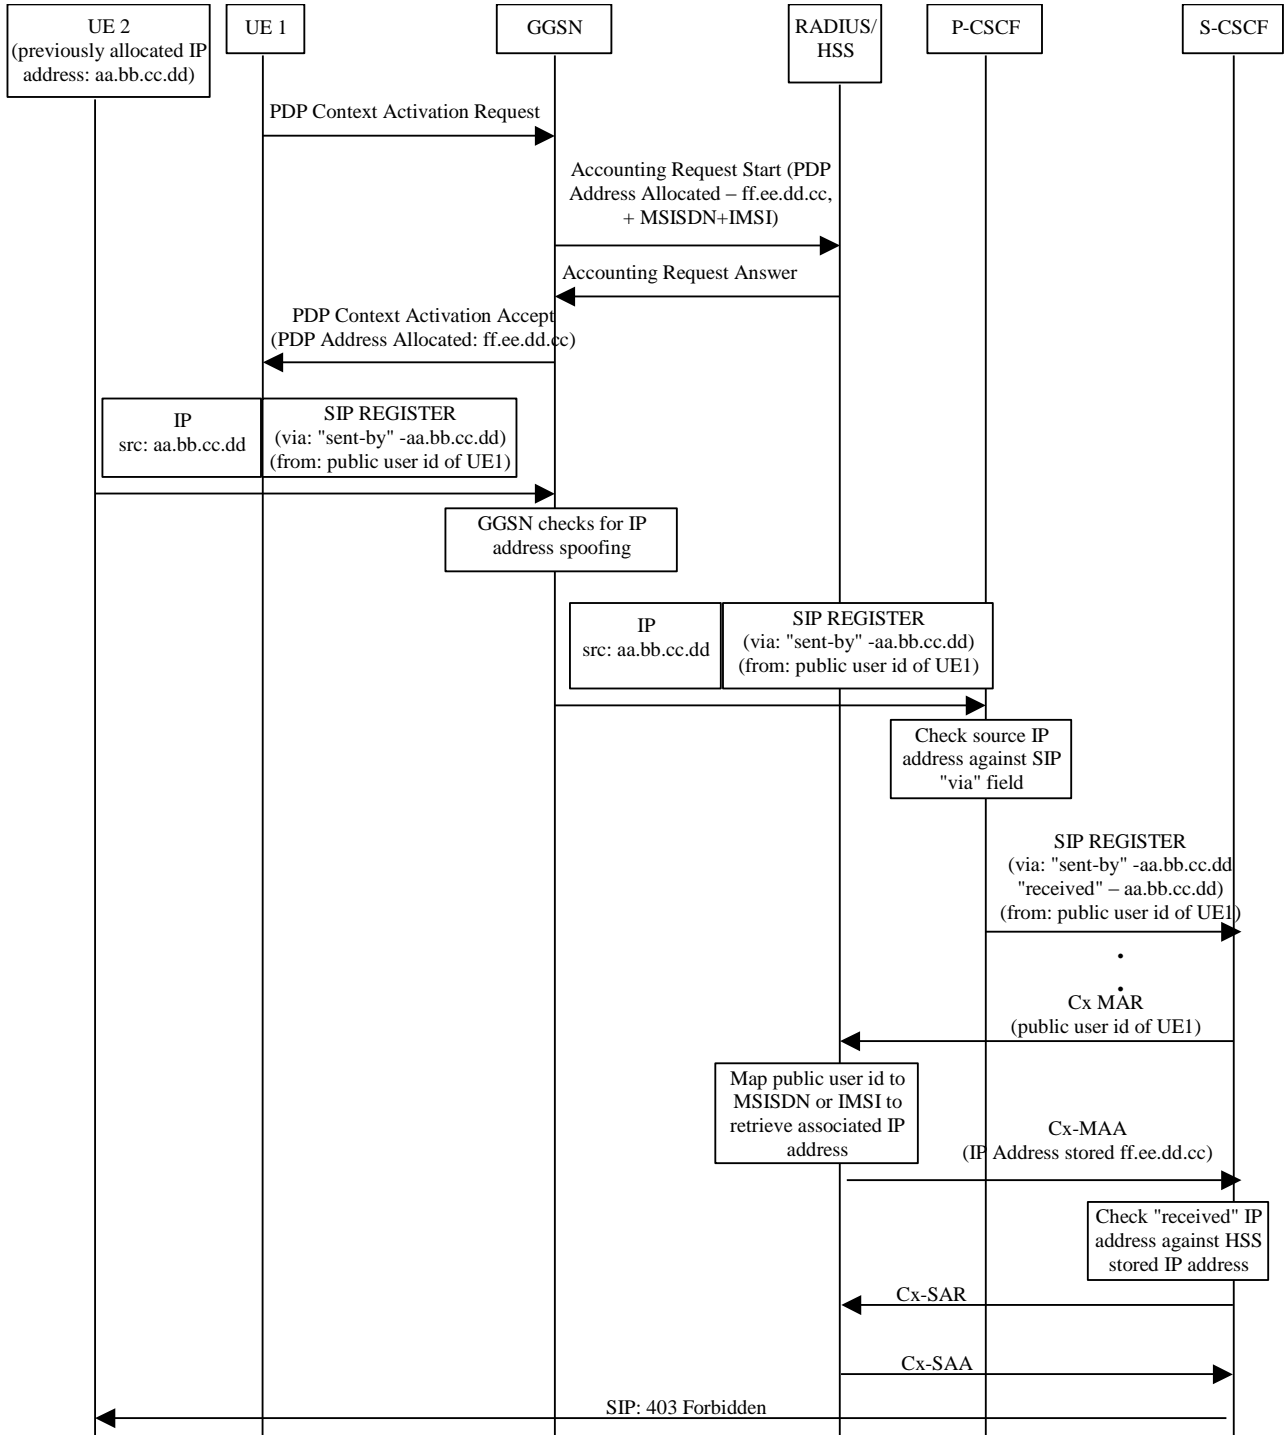 UE 2
(previously allocated IP
address: aa.bb.cc.dd)
UE 1
GGSN
RADIUS/
HSS
P-CSCF
S-CSCF
PDP Context Activation Request
Accounting Request Start (PDP
Address Allocated – ff.ee.dd.cc,
+ MSISDN+IMSI)
Accounting Request Answer
PDP Context Activation Accept
(PDP Address Allocated: ff.ee.dd.cc)
IP
src: aa.bb.cc.dd
SIP REGISTER
(via: "sent-by" -aa.bb.cc.dd)
(from: public user id of UE1)
GGSN checks for IP
address spoofing
IP
src: aa.bb.cc.dd
SIP REGISTER
(via: "sent-by" -aa.bb.cc.dd)
(from: public user id of UE1)
Check source IP
address against SIP
"via" field
SIP REGISTER
(via: "sent-by" -aa.bb.cc.dd
"received" – aa.bb.cc.dd)
(from: public user id of UE1)
.
.
Cx MAR
(public user id of UE1)
Map public user id to
MSISDN or IMSI to
retrieve associated IP
address
Cx-MAA
(IP Address stored ff.ee.dd.cc)
Check "received" IP
address against HSS
stored IP address
Cx-SAR
Cx-SAA
SIP: 403 Forbidden